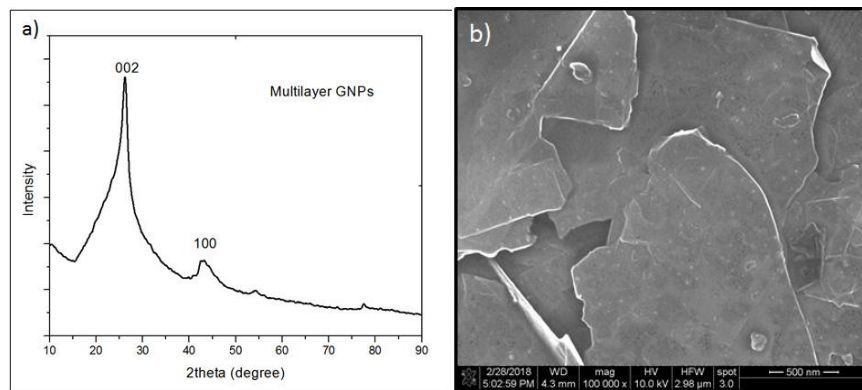 a)
002
Multilayer GNPs
100
Intensity
10 20 30 40 50 60 70 80 90
2theta (degree)
b)
2/28/2018 WD mag HV HFW spot
5:02:59 PM 4.3 mm 100 000 x 10.0 kV 2.98 µm 3.0
500 nm